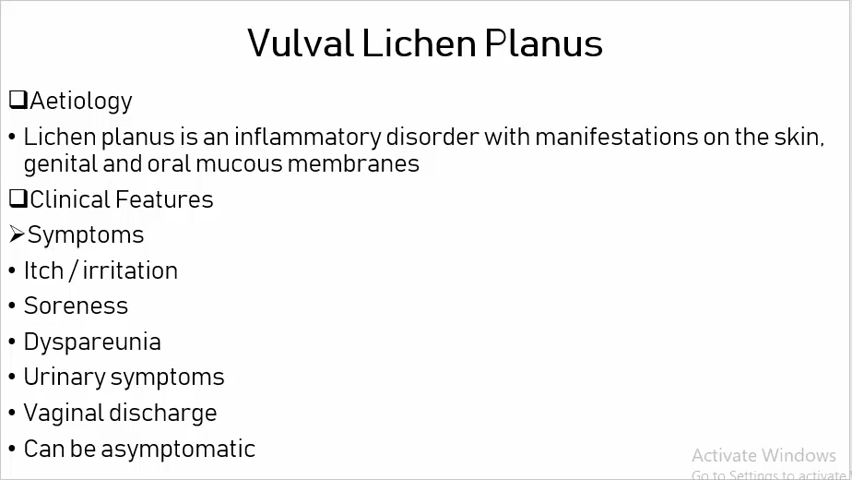 Vulval Lichen Planus
❑Aetiology
• Lichen planus is an inflammatory disorder with manifestations on the skin,
genital and oral mucous membranes
❑Clinical Features
➢Symptoms
• Itch / irritation
• Soreness
• Dyspareunia
• Urinary symptoms
• Vaginal discharge
• Can be asymptomatic
Activate Windows
Go to Settings to activate